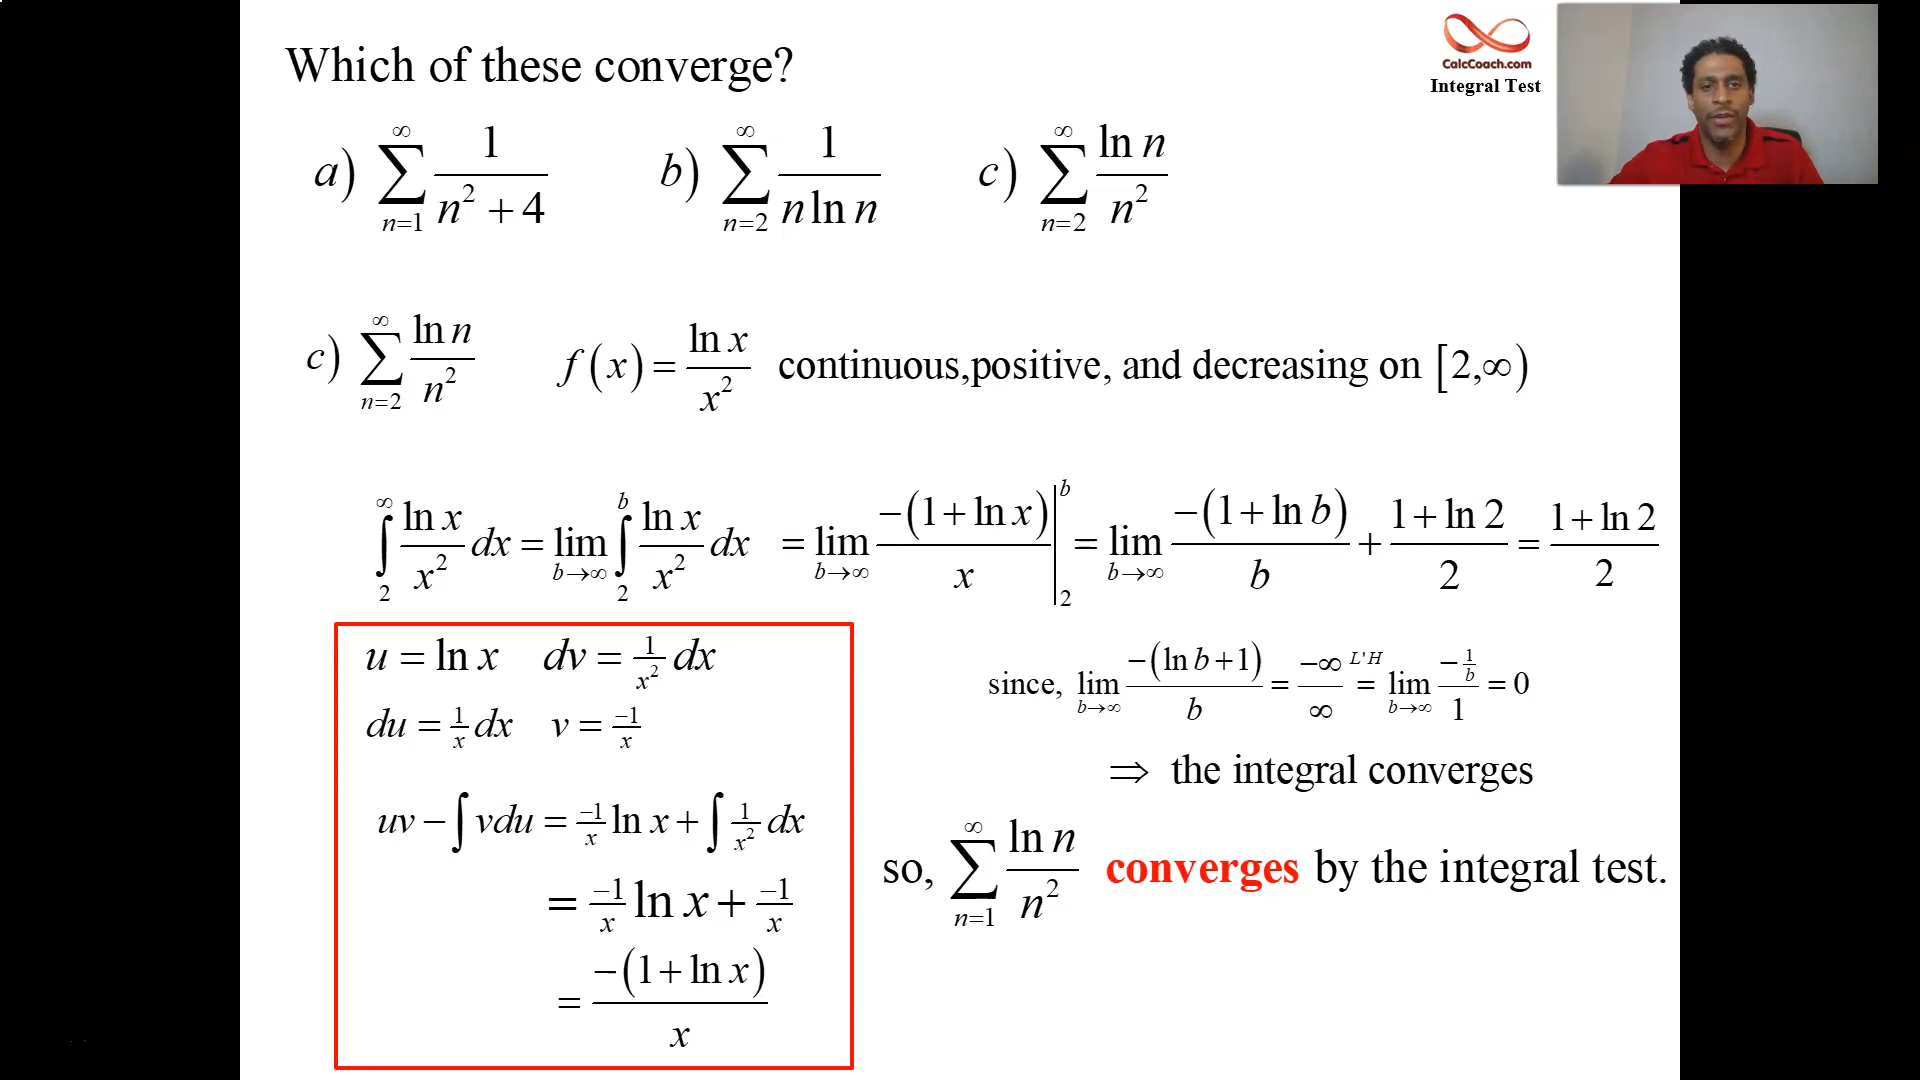 Which of these converge?
CalcCoach.com
Integral Test
a) ∑_{n=1}^{∞} 1/(n² + 4)   b) ∑_{n=2}^{∞} 1/(n ln n)   c) ∑_{n=2}^{∞} ln n/n²
c) ∑_{n=2}^{∞} ln n/n²   f(x) = ln x/x²   continuous,positive, and decreasing on [2,∞)
∫_2^∞ ln x/x² dx = lim_{b→∞} ∫_2^b ln x/x² dx = lim_{b→∞} −(1+ln x)/x |_2^b = lim_{b→∞} −(1+ln b)/b + (1+ln 2)/2 = (1+ln 2)/2
u = ln x   dv = 1/x² dx
du = 1/x dx   v = −1/x
uv − ∫ vdu = −1/x ln x + ∫ 1/x² dx
= −1/x ln x + −1/x
= −(1+ln x)/x
since, lim_{b→∞} −(ln b+1)/b = −∞/∞ =^{L'H} lim_{b→∞} (−1/b)/1 = 0
⇒ the integral converges
so, ∑_{n=1}^{∞} ln n/n² converges by the integral test.